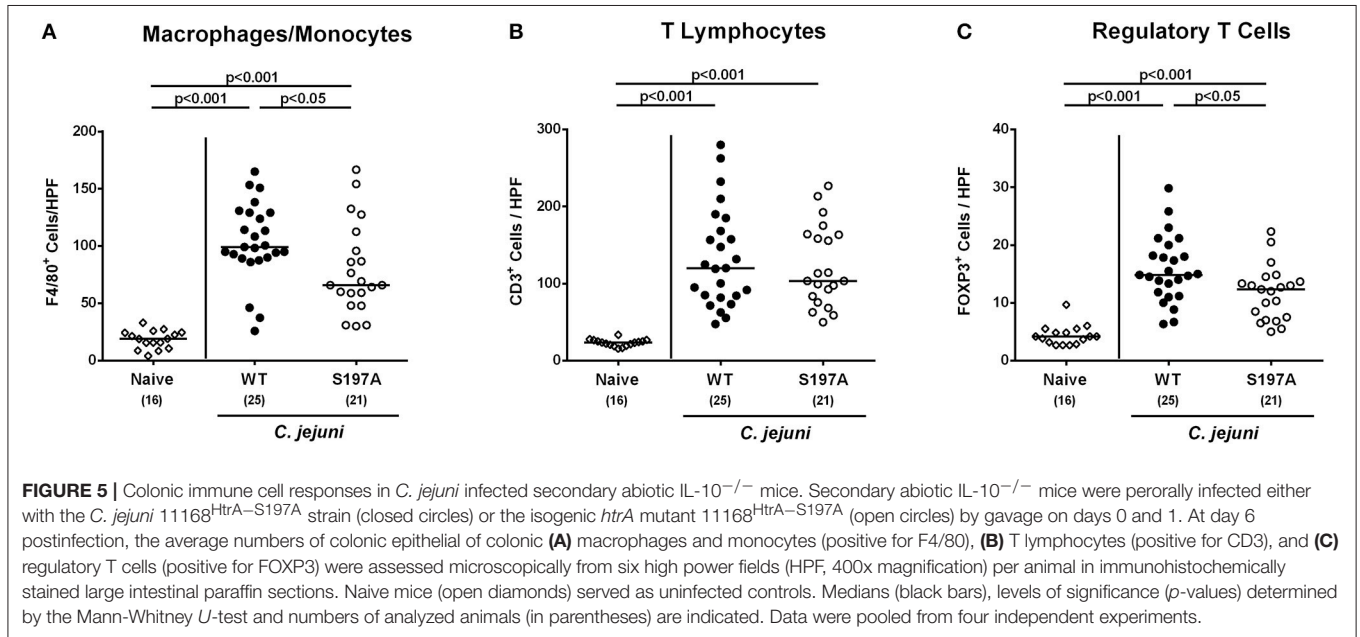 A
Macrophages/Monocytes
p<0.001
p<0.001
p<0.05
F4/80+ Cells/HPF
200
150
100
50
0
Naive
WT
S197A
(16)
(25)
(21)
C. jejuni
B
T Lymphocytes
p<0.001
p<0.001
CD3+ Cells / HPF
300
200
100
0
Naive
WT
S197A
(16)
(25)
(21)
C. jejuni
C
Regulatory T Cells
p<0.001
p<0.001
p<0.05
FOXP3+ Cells / HPF
40
30
20
10
0
Naive
WT
S197A
(16)
(25)
(21)
C. jejuni
FIGURE 5 | Colonic immune cell responses in C. jejuni infected secondary abiotic IL-10−/− mice. Secondary abiotic IL-10−/− mice were perorally infected either
with the C. jejuni 11168HtrA−S197A strain (closed circles) or the isogenic htrA mutant 11168HtrA−S197A (open circles) by gavage on days 0 and 1. At day 6
postinfection, the average numbers of colonic epithelial of colonic (A) macrophages and monocytes (positive for F4/80), (B) T lymphocytes (positive for CD3), and (C)
regulatory T cells (positive for FOXP3) were assessed microscopically from six high power fields (HPF, 400x magnification) per animal in immunohistochemically
stained large intestinal paraffin sections. Naive mice (open diamonds) served as uninfected controls. Medians (black bars), levels of significance (p-values) determined
by the Mann-Whitney U-test and numbers of analyzed animals (in parentheses) are indicated. Data were pooled from four independent experiments.